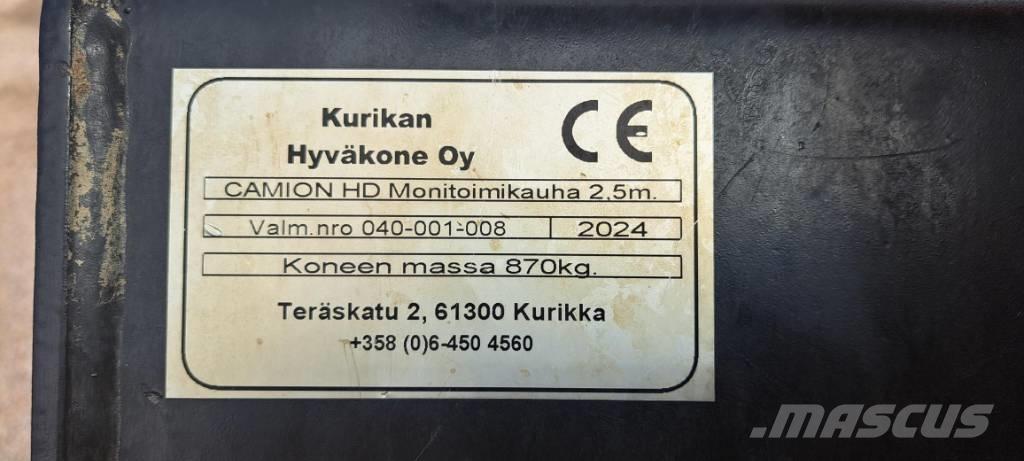 Kurikan
Hyväkone Oy
CE
CAMION HD Monitoimikauha 2,5m.
Valm.nro 040-001-008 2024
Koneen massa 870kg.
Teräskatu 2, 61300 Kurikka
+358 (0)6-450 4560
MASCUS